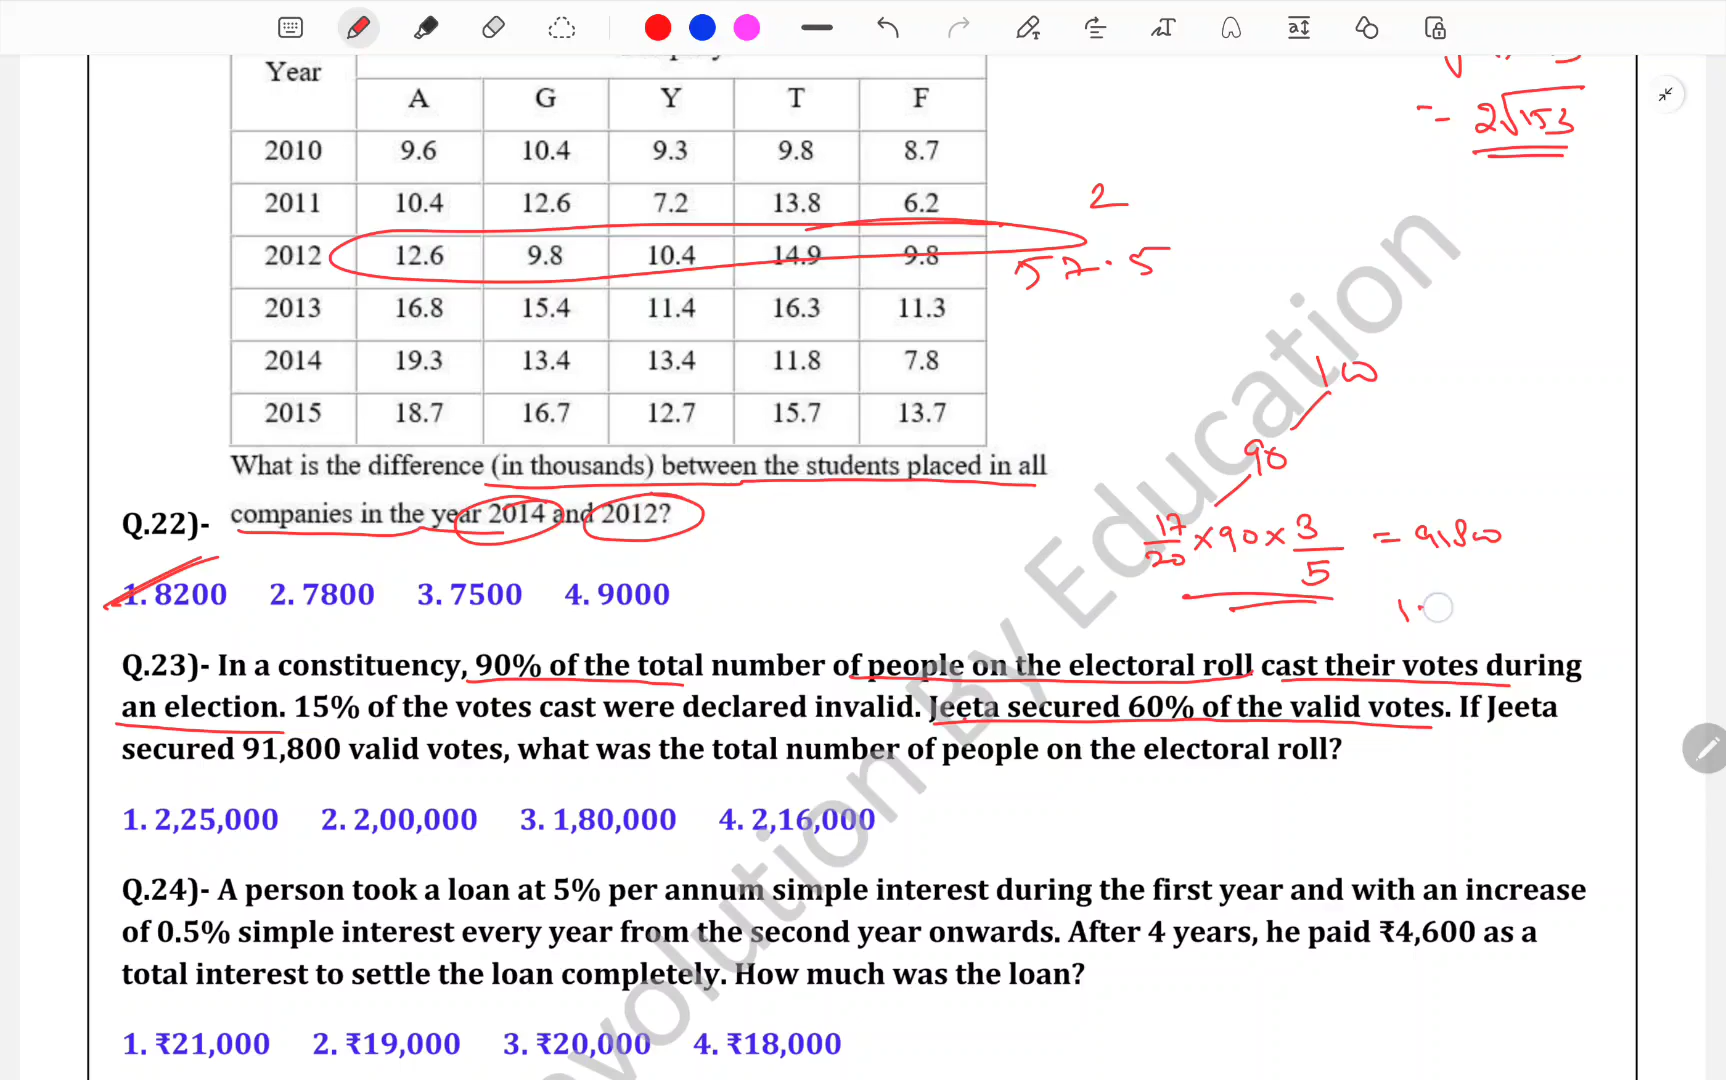 Year
A G Y T F
2010 9.6 10.4 9.3 9.8 8.7
2011 10.4 12.6 7.2 13.8 6.2
2012 12.6 9.8 10.4 14.9 9.8
2013 16.8 15.4 11.4 16.3 11.3
2014 19.3 13.4 13.4 11.8 7.8
2015 18.7 16.7 12.7 15.7 13.7
= 2√153
2
57.5
What is the difference (in thousands) between the students placed in all
Q.22)- companies in the year 2014 and 2012?
1. 8200 2. 7800 3. 7500 4. 9000
100
90
17/20 × 90 × 3/5 = 91800
Q.23)- In a constituency, 90% of the total number of people on the electoral roll cast their votes during
an election. 15% of the votes cast were declared invalid. Jeeta secured 60% of the valid votes. If Jeeta
secured 91,800 valid votes, what was the total number of people on the electoral roll?
1. 2,25,000 2. 2,00,000 3. 1,80,000 4. 2,16,000
Q.24)- A person took a loan at 5% per annum simple interest during the first year and with an increase
of 0.5% simple interest every year from the second year onwards. After 4 years, he paid ₹4,600 as a
total interest to settle the loan completely. How much was the loan?
1. ₹21,000 2. ₹19,000 3. ₹20,000 4. ₹18,000
volution By Education